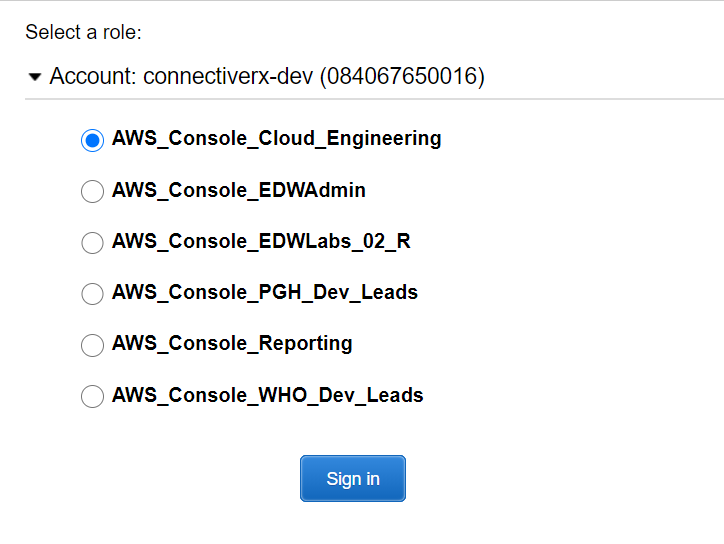 Select a role:
Account: connectiverx-dev (084067650016)
AWS_Console_Cloud_Engineering
AWS_Console_EDWAdmin
AWS_Console_EDWLabs_02_R
AWS_Console_PGH_Dev_Leads
AWS_Console_Reporting
AWS_Console_WHO_Dev_Leads
Sign in